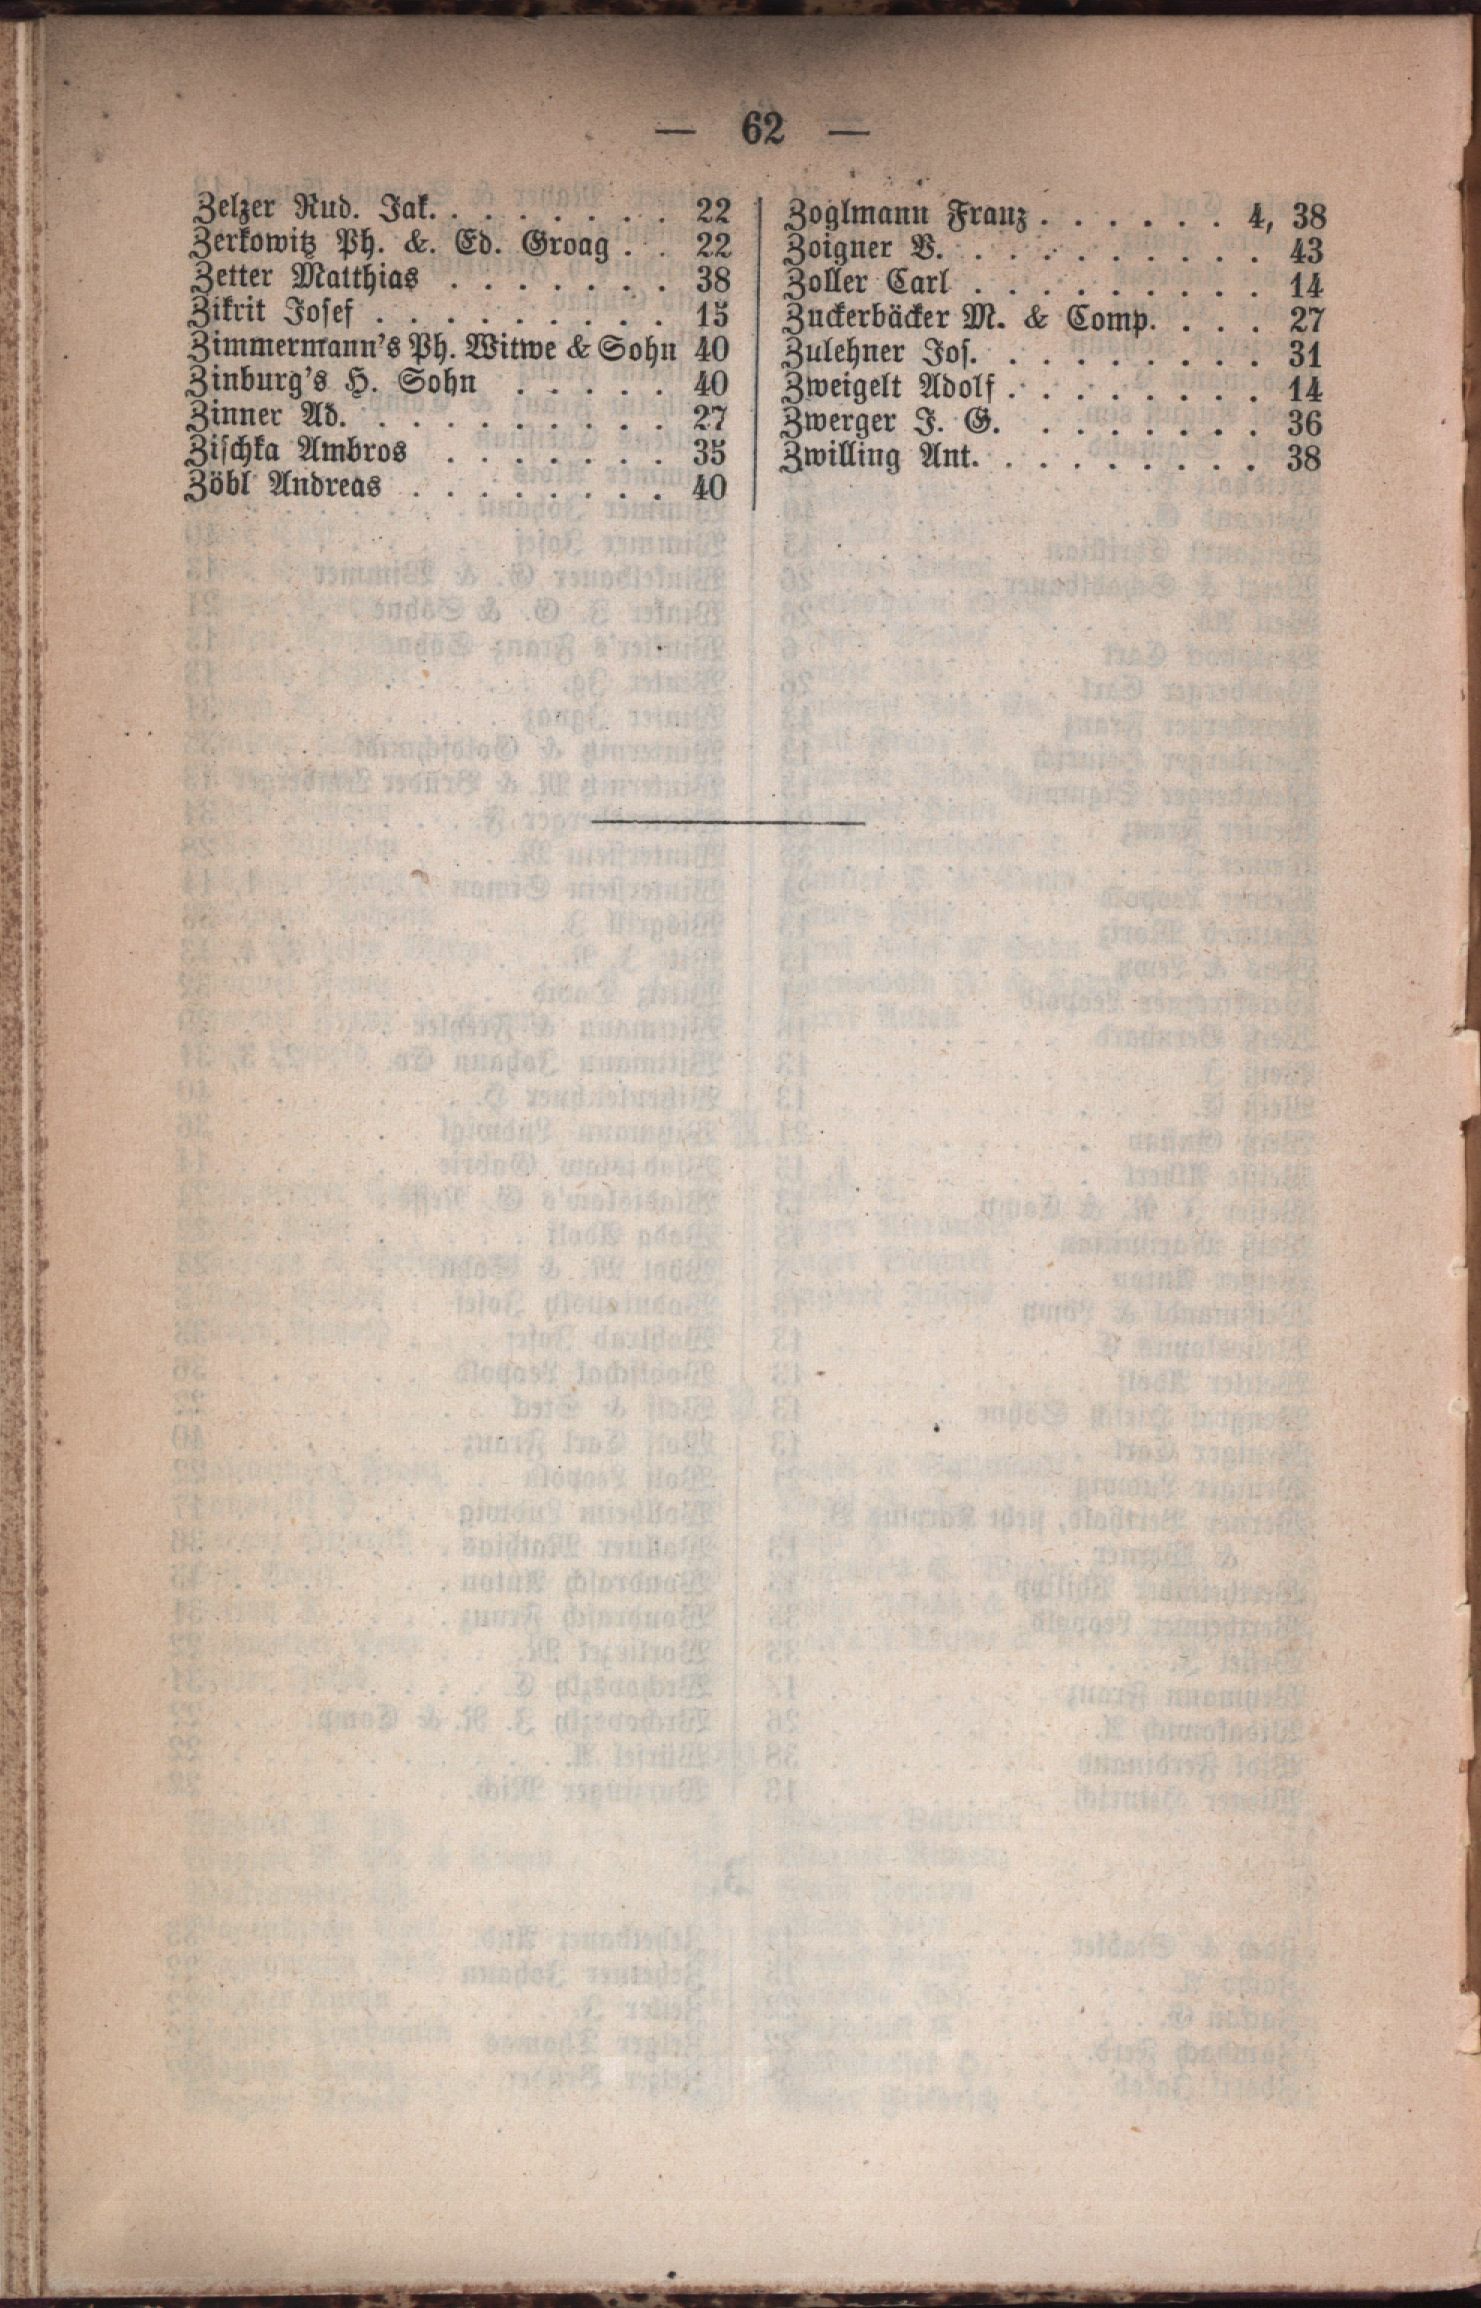 — 62 —
Zelzer Rud. Jak. . . . . . . . 22
Zerkowitz Ph. &. Ed. Groag . . 22
Zetter Matthias . . . . . . . 38
Zikrit Josef . . . . . . . . . 15
Zimmermann's Ph. Witwe & Sohn 40
Zinburg's H. Sohn . . . . . 40
Zinner Ad. . . . . . . . . . 27
Zischka Ambros . . . . . . . 35
Zöbl Andreas . . . . . . . . 40
Zoglmann Franz . . . . . . 4, 38
Zoigner V. . . . . . . . . . 43
Zoller Carl . . . . . . . . . 14
Zuckerbäcker M. & Comp. . . . 27
Zulehner Jos. . . . . . . . . 31
Zweigelt Adolf . . . . . . . 14
Zwerger J. G. . . . . . . . 36
Zwilling Ant. . . . . . . . . 38